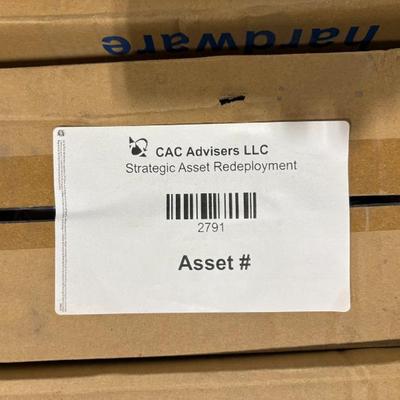 hardware
CAC Advisers LLC
Strategic Asset Redeployment
2791
Asset #